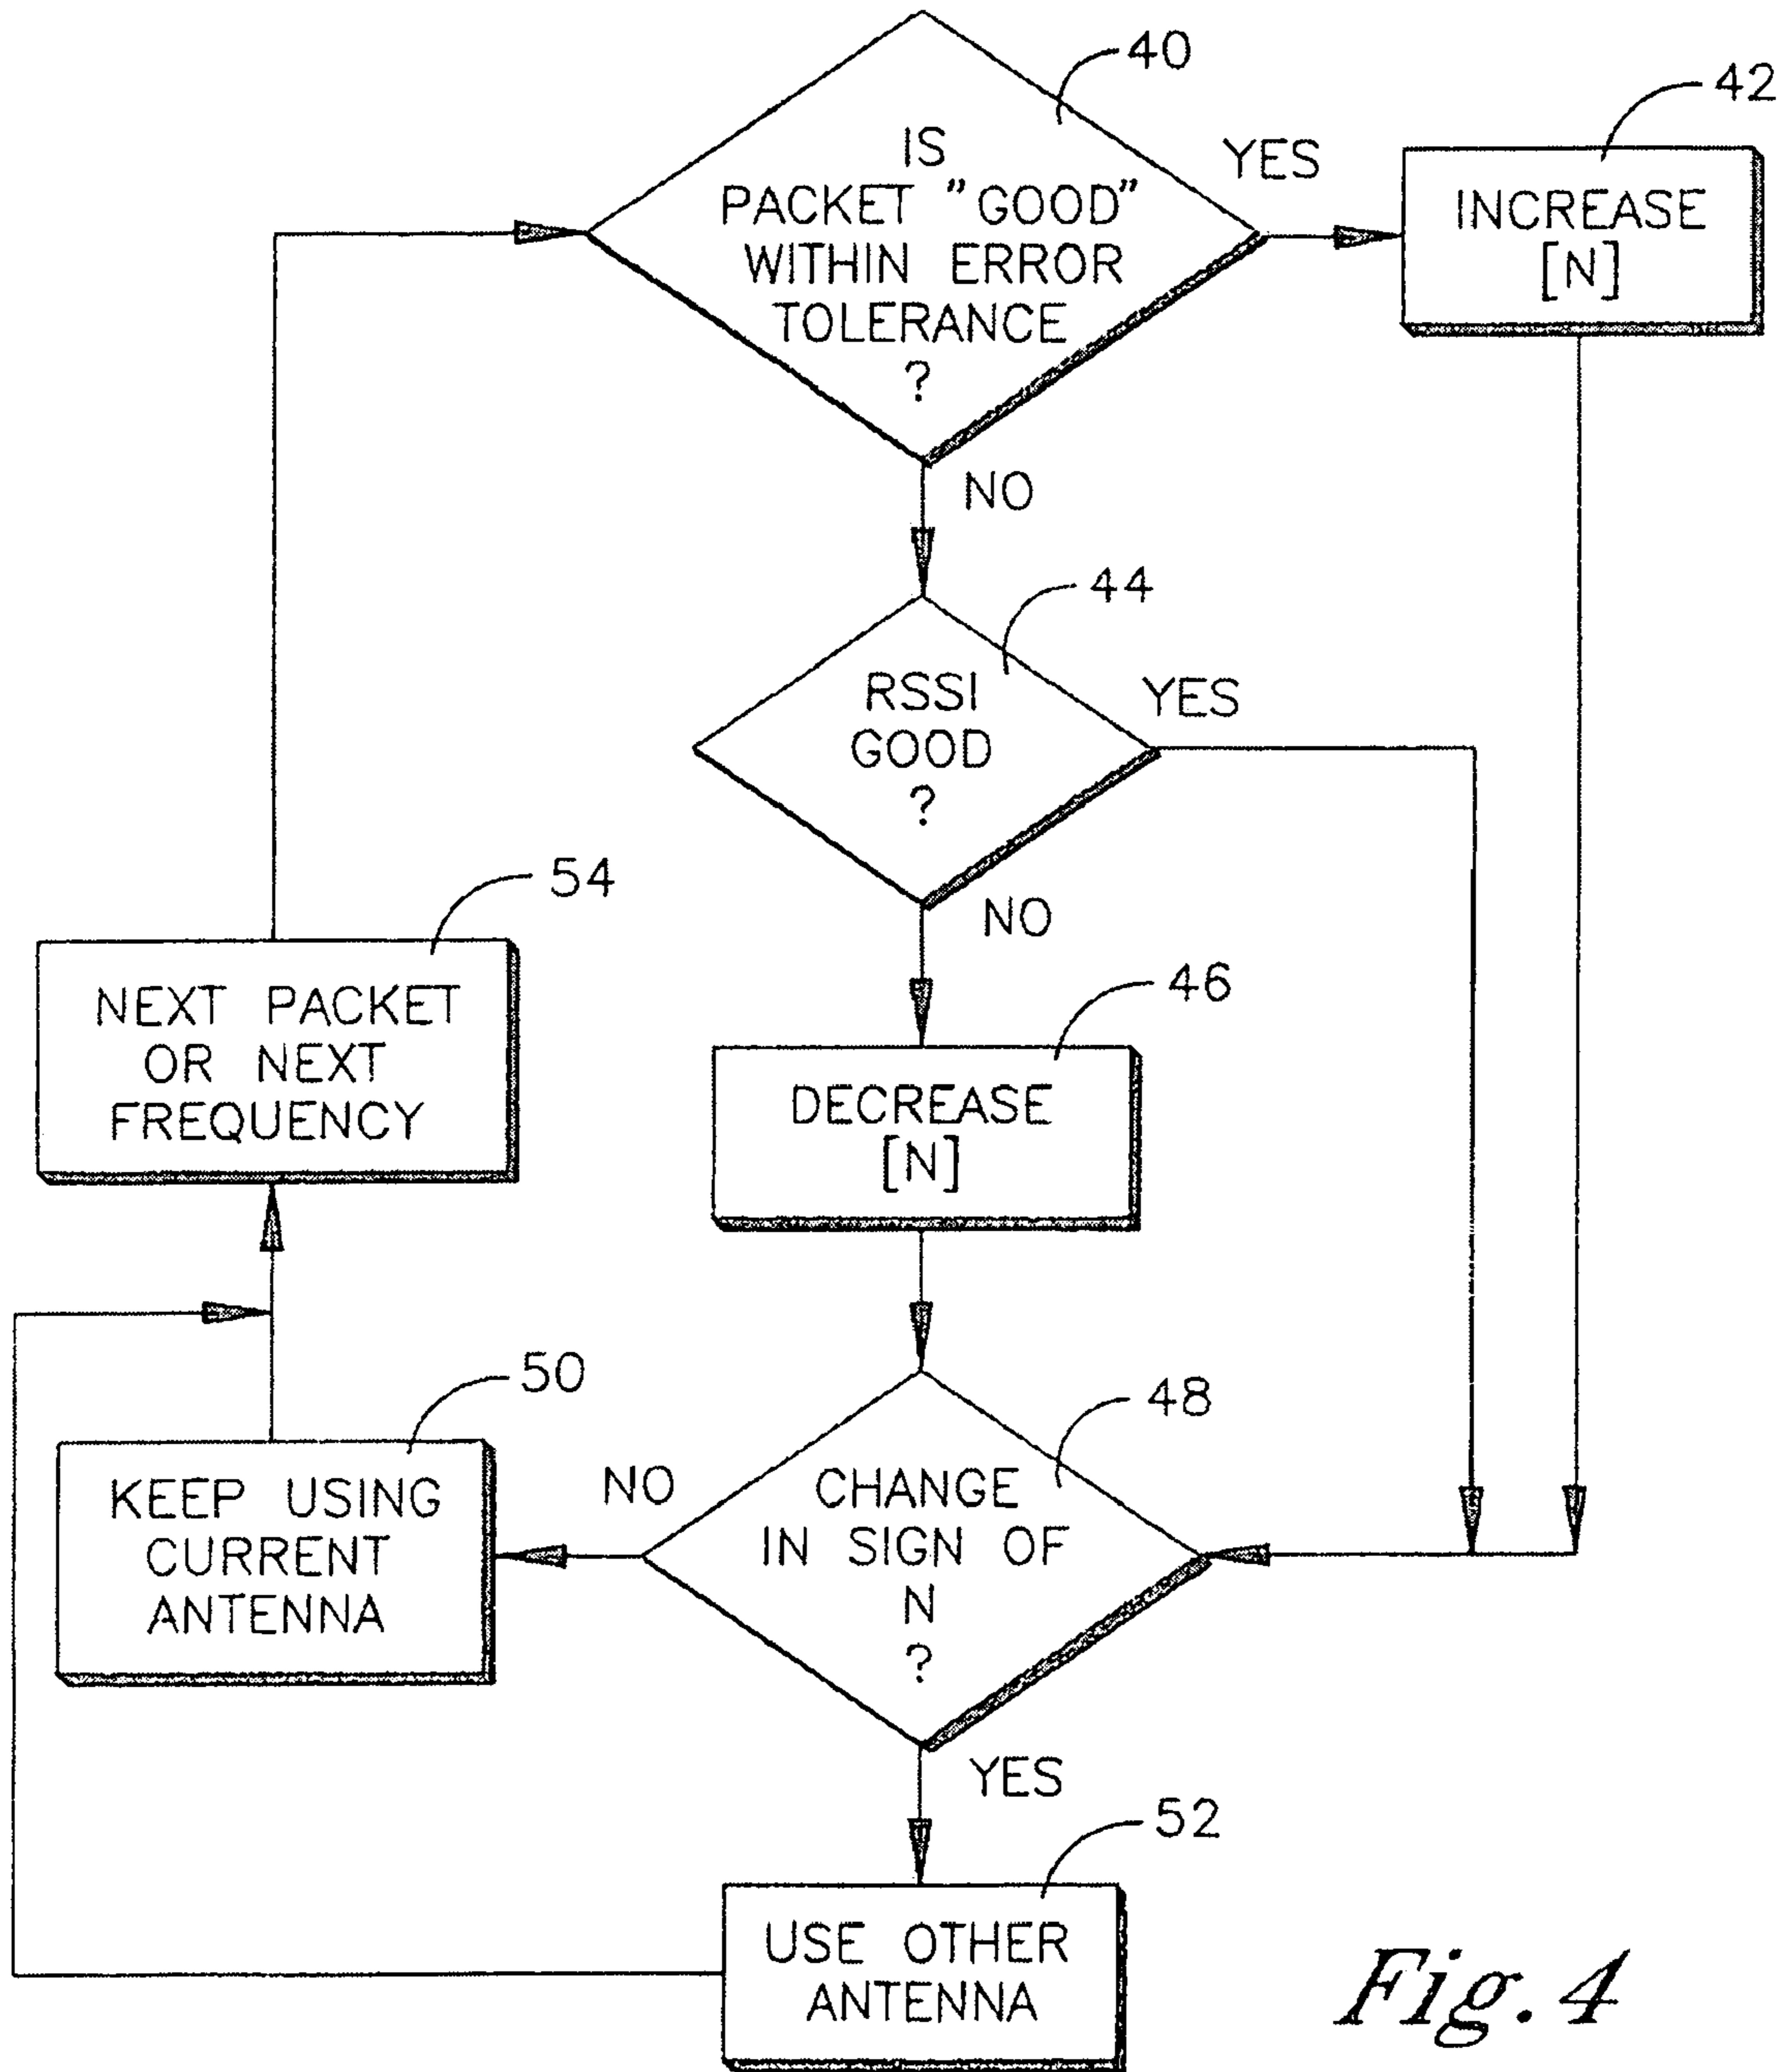 40
IS
PACKET "GOOD"
WITHIN ERROR
TOLERANCE
?
YES
42
INCREASE
[N]
NO
44
RSSI
GOOD
?
YES
NO
54
NEXT PACKET
OR NEXT
FREQUENCY
46
DECREASE
[N]
50
KEEP USING
CURRENT
ANTENNA
NO
48
CHANGE
IN SIGN OF
N
?
YES
52
USE OTHER
ANTENNA
Fig. 4